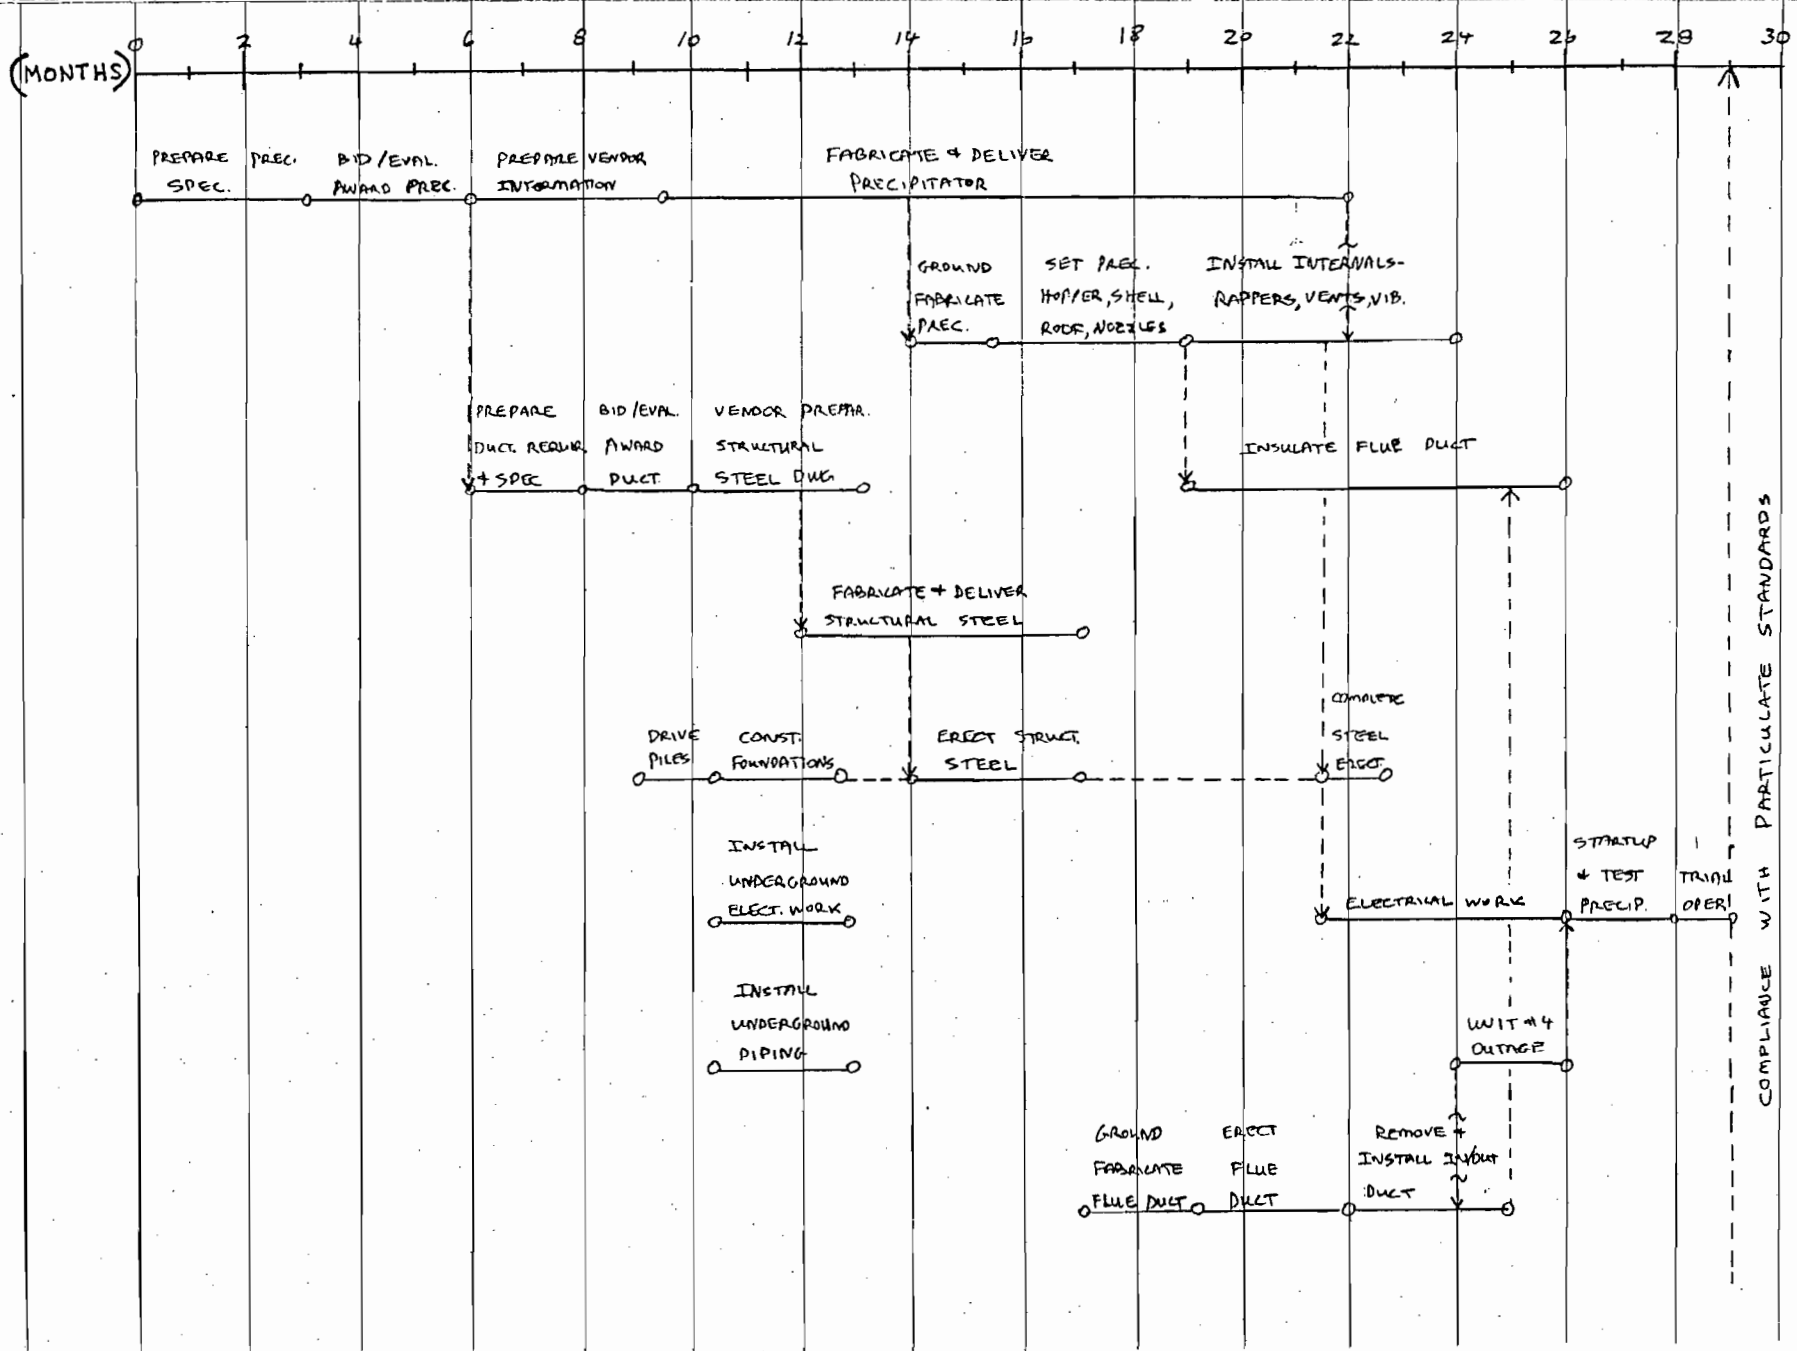 0 2 4 6 8 10 12 14 16 18 20 22 24 26 28 30
(MONTHS)
PREPARE PREC.
SPEC.
BID/EVAL.
AWARD PREC.
PREPARE VENDOR
INFORMATION
FABRICATE & DELIVER
PRECIPITATOR
GROUND
FABRICATE
PREC.
SET PREC.
HOPPER, SHELL,
ROOF, NOZZLES
INSTALL INTERNALS-
RAPPERS, VENTS, VIB.
PREPARE
DUCT. REQUIR.
& SPEC
BID/EVAL.
AWARD
DUCT.
VENDOR PREPAR.
STRUCTURAL
STEEL DWG
INSULATE FLUE DUCT
FABRICATE & DELIVER
STRUCTURAL STEEL
DRIVE
PILES
CONST.
FOUNDATIONS
ERECT STRUCT.
STEEL
COMPLETE
STEEL
ERECT.
INSTALL
UNDERGROUND
ELECT. WORK
ELECTRICAL WORK
STARTUP
& TEST
PRECIP.
TRIAL
OPER.
INSTALL
UNDERGROUND
PIPING
UNIT #4
OUTAGE
GROUND
FABRICATE
FLUE DUCT
ERECT
FLUE
DUCT
REMOVE &
INSTALL IN/OUT
DUCT
COMPLIANCE WITH PARTICULATE STANDARDS